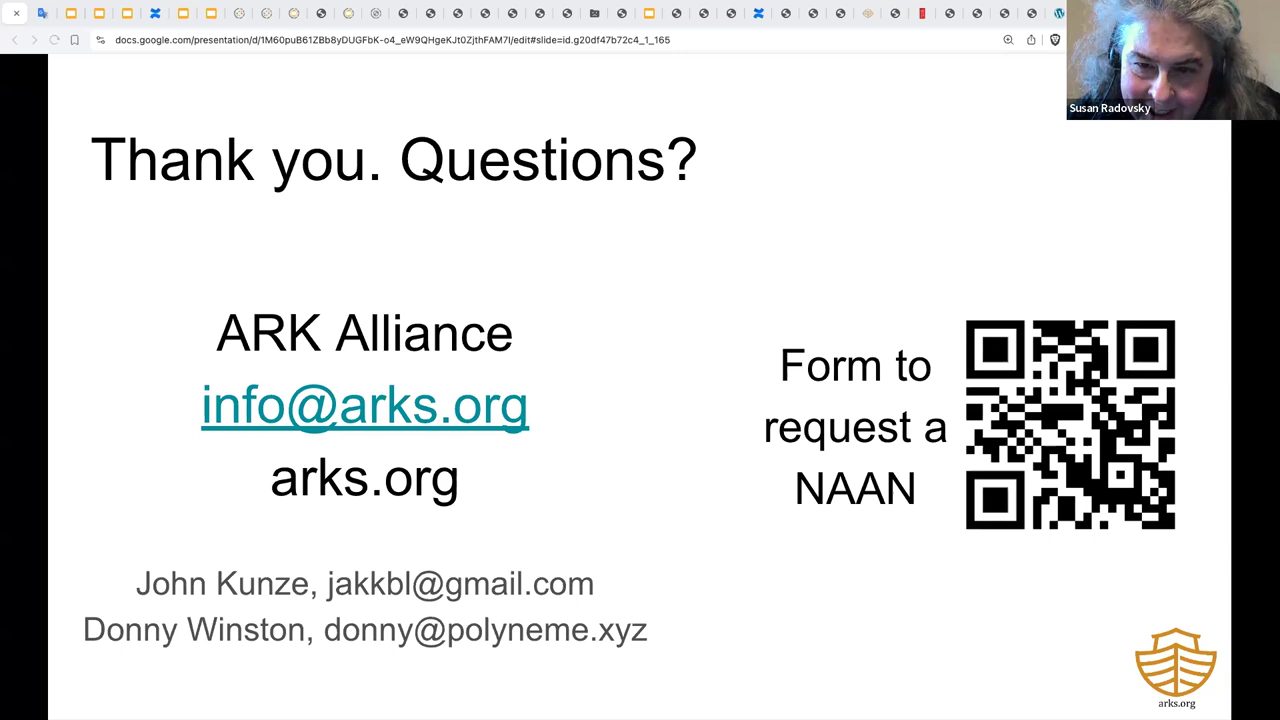 docs.google.com/presentation/d/1M60puB61ZBb8yDUGFbK-o4_eW9QHgeKJt0ZjthFAM7I/edit#slide=id.g20df47b72c4_1_165
Susan Radovsky
Thank you. Questions?
ARK Alliance
info@arks.org
arks.org
Form to
request a
NAAN
John Kunze, jakkbl@gmail.com
Donny Winston, donny@polyneme.xyz
arks.org